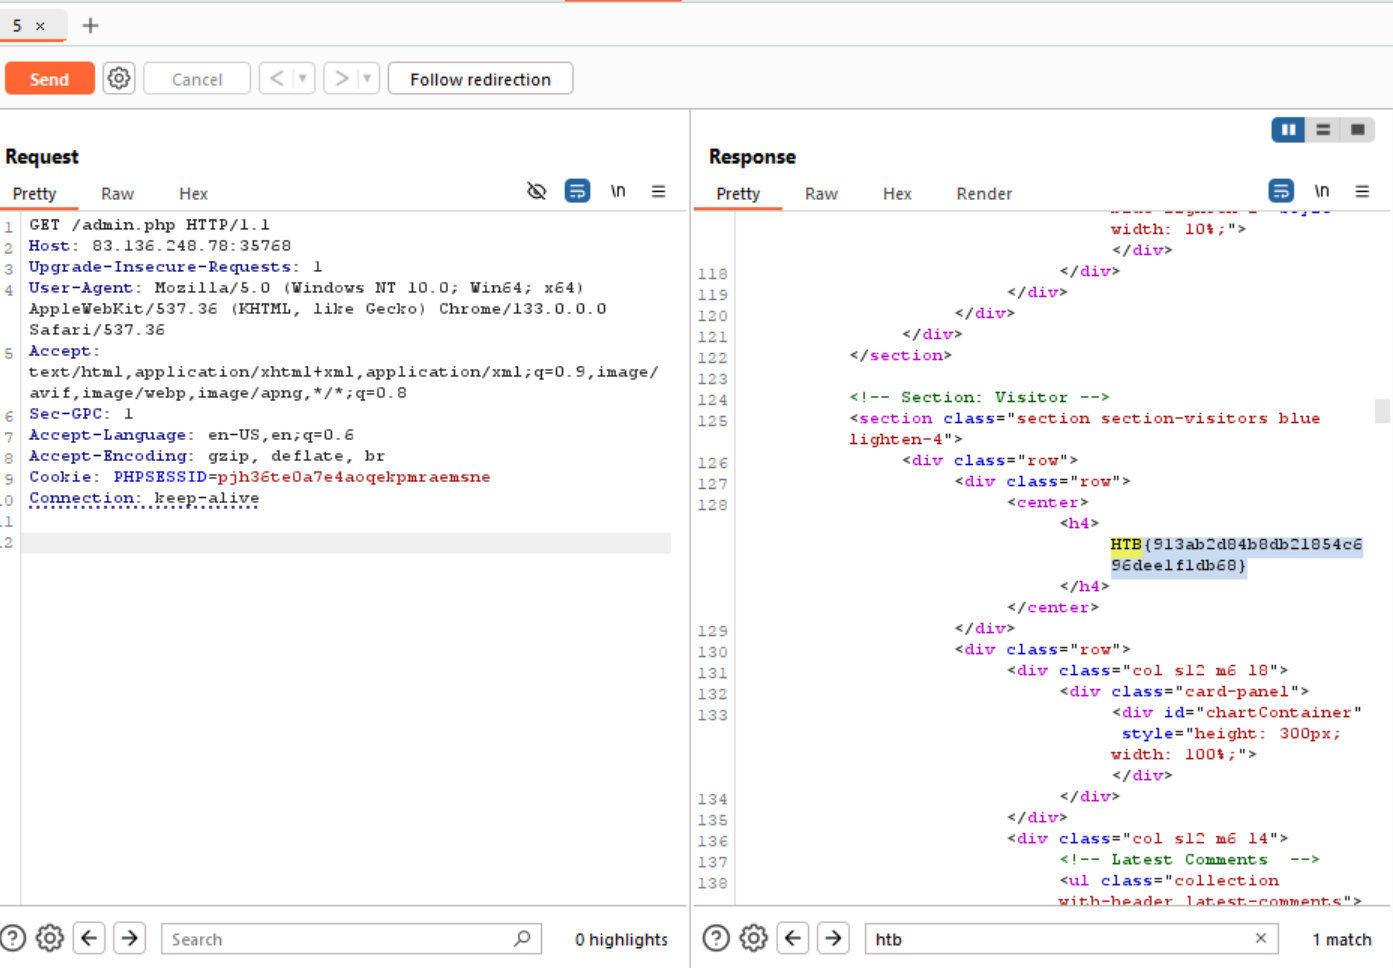 5 × +
Send Cancel < > Follow redirection
Request
Pretty Raw Hex \n
1 GET /admin.php HTTP/1.1
2 Host: 83.136.248.78:35768
3 Upgrade-Insecure-Requests: 1
4 User-Agent: Mozilla/5.0 (Windows NT 10.0; Win64; x64)
AppleWebKit/537.36 (KHTML, like Gecko) Chrome/133.0.0.0
Safari/537.36
5 Accept:
text/html,application/xhtml+xml,application/xml;q=0.9,image/
avif,image/webp,image/apng,*/*;q=0.8
6 Sec-GPC: 1
7 Accept-Language: en-US,en;q=0.6
8 Accept-Encoding: gzip, deflate, br
9 Cookie: PHPSESSID=pjh36te0a7e4aoqekpmraemsne
10 Connection: keep-alive
11
12
Search 0 highlights
Response
Pretty Raw Hex Render \n
width: 10%;">
</div>
118 </div>
119 </div>
120 </div>
121 </div>
122 </section>
123
124 <!-- Section: Visitor -->
125 <section class="section section-visitors blue
lighten-4">
126 <div class="row">
127 <div class="row">
128 <center>
<h4>
HTB{913ab2d84b8db21854c6
96dee1f1db68}
</h4>
</center>
129 </div>
130 <div class="row">
131 <div class="col s12 m6 l8">
132 <div class="card-panel">
133 <div id="chartContainer"
style="height: 300px;
width: 100%;">
</div>
134 </div>
135 </div>
136 <div class="col s12 m6 l4">
137 <!-- Latest Comments -->
138 <ul class="collection
with-header latest-comments">
htb × 1 match